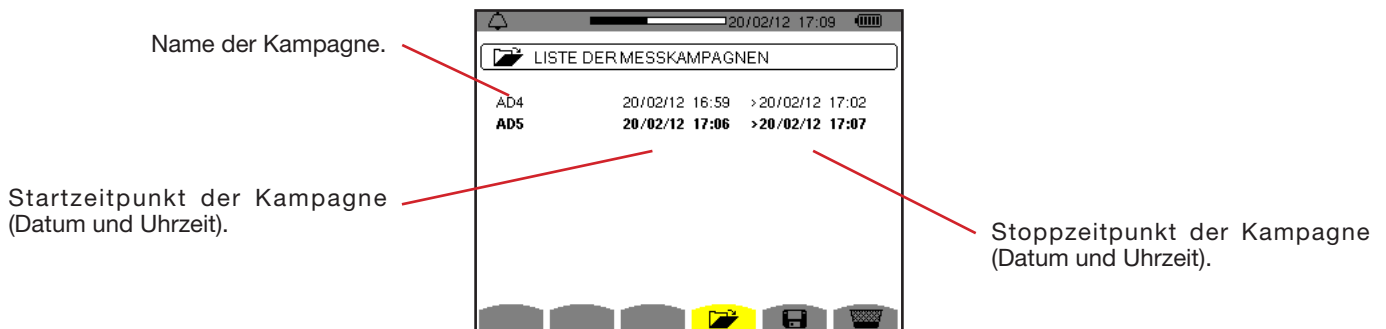 20/02/12 17:09
Name der Kampagne.
LISTE DER MESSKAMPAGNEN
AD4 20/02/12 16:59 >20/02/12 17:02
AD5 20/02/12 17:06 >20/02/12 17:07
Startzeitpunkt der Kampagne
(Datum und Uhrzeit).
Stoppzeitpunkt der Kampagne
(Datum und Uhrzeit).